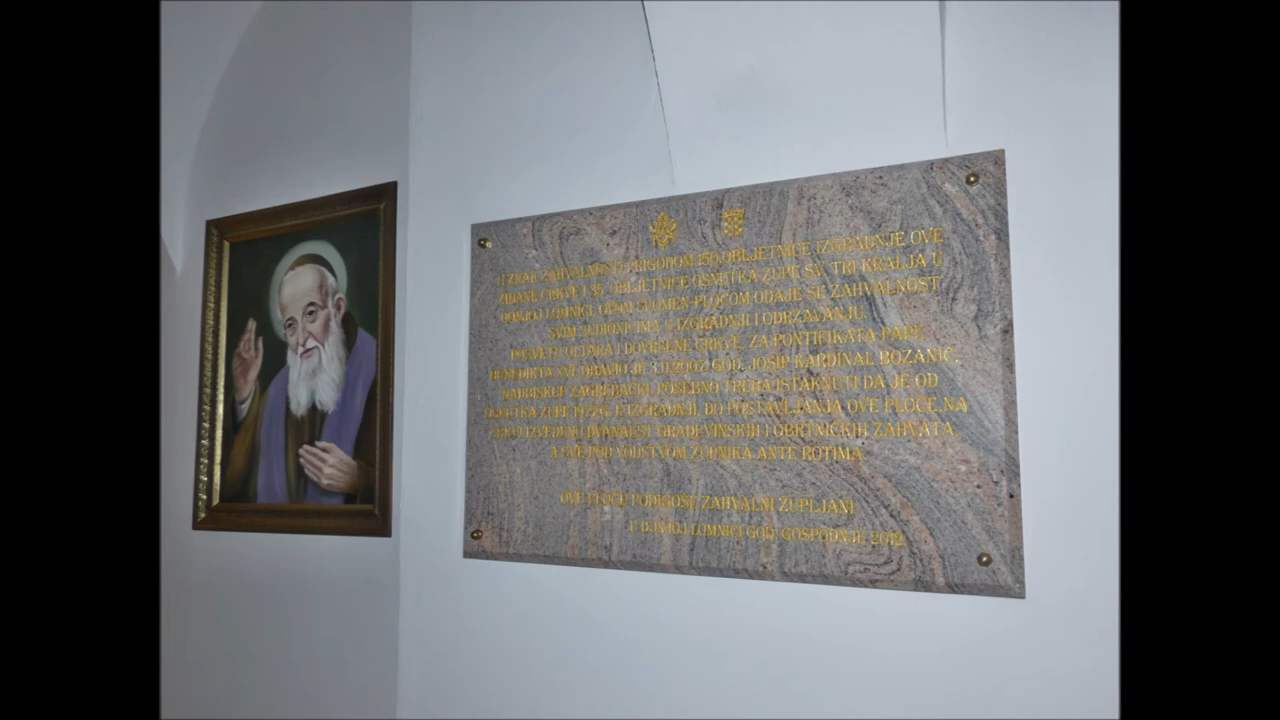 U ZNAK ZAHVALNOSTI PRIGODOM 150. OBLJETNICE IZGRADNJE OVE
ZIDANE CRKVE I 35. OBLJETNICE OSNUTKA ŽUPE SV. TRI KRALJA U
DONJOJ LOMNICI, OVOM SPOMEN-PLOČOM ODAJE SE ZAHVALNOST
SVIM SUDIONICIMA U IZGRADNJI I ODRŽAVANJU.
POSVETU OLTARA I DOVRŠENE CRKVE, ZA PONTIFIKATA PAPE
BENEDIKTA XVI. OBAVIO JE 2007. GOD. JOSIP KARDINAL BOZANIĆ,
NADBISKUP ZAGREBAČKI. POSEBNO TREBA ISTAKNUTI DA JE OD
OSNUTKA ŽUPE 1977.G. I IZGRADNJI, DO POSTAVLJANJA OVE PLOČE, NA
CRKVI IZVEDENO DVANAEST GRAĐEVINSKIH I OBRTNIČKIH ZAHVATA,
A SVE POD VODSTVOM ŽUPNIKA ANTE ROTIMA.
OVU PLOČU PODIGOŠE ZAHVALNI ŽUPLJANI
U DONJOJ LOMNICI GOD. GOSPODNJE 2012.